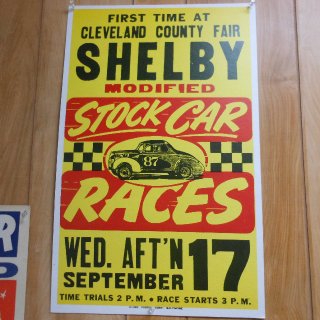 FIRST TIME AT
CLEVELAND COUNTY FAIR
SHELBY
MODIFIED
STOCK CAR
87
RACES
WED. AFT'N 17
SEPTEMBER
TIME TRIALS 2 P.M. • RACE STARTS 3 P.M.